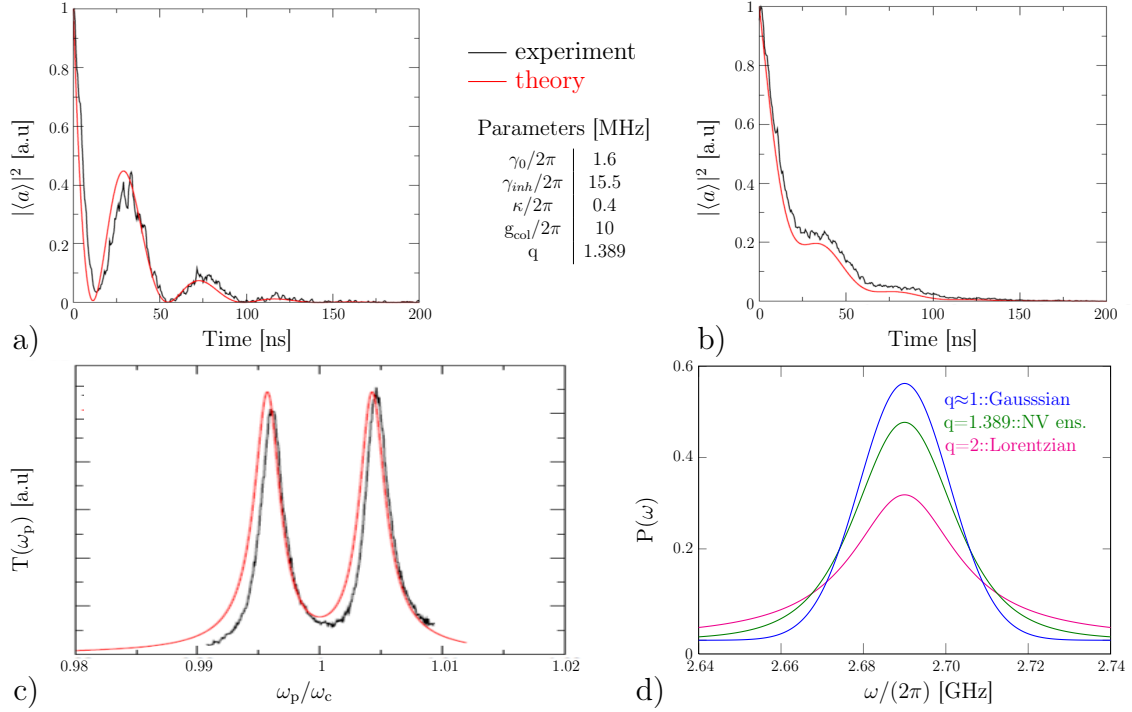 1
0.8
0.6
0.4
0.2
0
0
50
100
150
200
|⟨a⟩|² [a.u]
Time [ns]
a)
experiment
theory
Parameters [MHz]
γ₀/2π 1.6
γᵢₙₕ/2π 15.5
κ/2π 0.4
g_col/2π 10
q 1.389
1
0.8
0.6
0.4
0.2
0
0
50
100
150
200
|⟨a⟩|² [a.u]
Time [ns]
b)
T(ωₚ) [a.u]
0.98
0.99
1
1.01
1.02
ωₚ/ω_c
c)
0.6
0.4
0.2
0
P(ω)
q≈1::Gausssian
q=1.389::NV ens.
q=2::Lorentzian
2.64
2.66
2.68
2.70
2.72
2.74
ω/(2π) [GHz]
d)